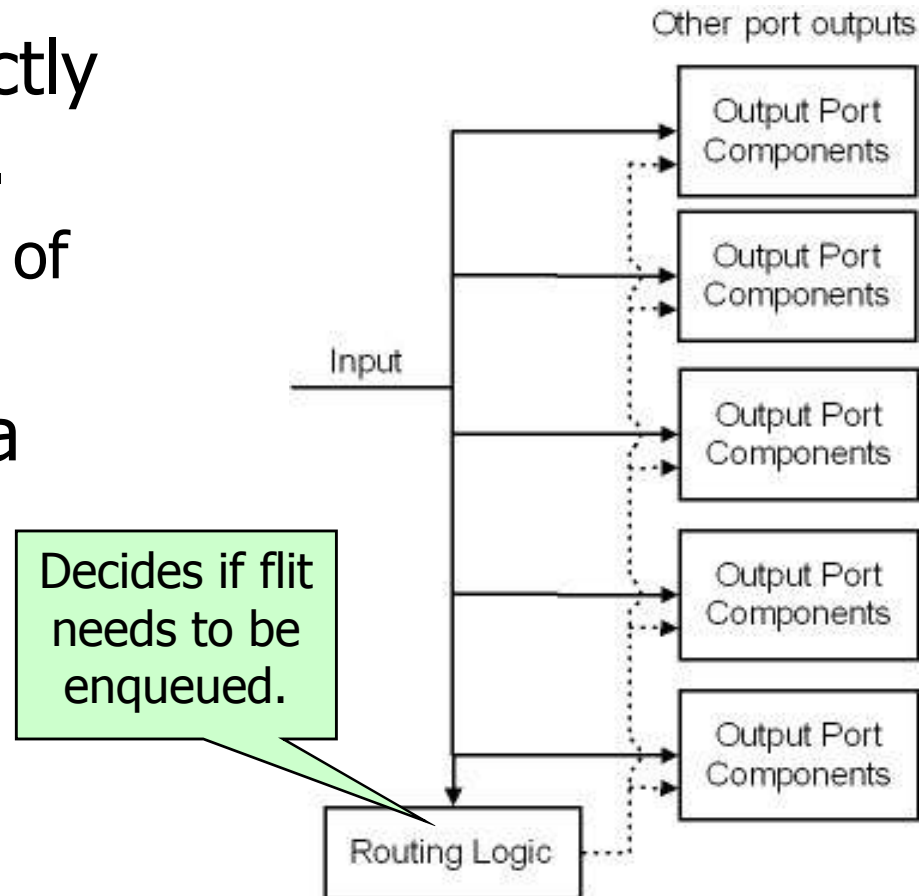 ctly
of
a
Other port outputs
Output Port
Components
Output Port
Components
Input
Output Port
Components
Decides if flit
needs to be
enqueued.
Output Port
Components
Output Port
Components
Routing Logic